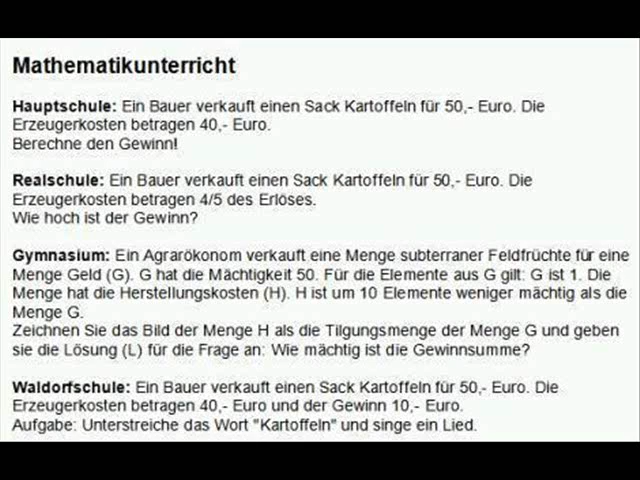 Mathematikunterricht
Hauptschule: Ein Bauer verkauft einen Sack Kartoffeln für 50,- Euro. Die
Erzeugerkosten betragen 40,- Euro.
Berechne den Gewinn!
Realschule: Ein Bauer verkauft einen Sack Kartoffeln für 50,- Euro. Die
Erzeugerkosten betragen 4/5 des Erlöses.
Wie hoch ist der Gewinn?
Gymnasium: Ein Agrarökonom verkauft eine Menge subterraner Feldfrüchte für eine
Menge Geld (G). G hat die Mächtigkeit 50. Für die Elemente aus G gilt: G ist 1. Die
Menge hat die Herstellungskosten (H). H ist um 10 Elemente weniger mächtig als die
Menge G.
Zeichnen Sie das Bild der Menge H als die Tilgungsmenge der Menge G und geben
sie die Lösung (L) für die Frage an: Wie mächtig ist die Gewinnsumme?
Waldorfschule: Ein Bauer verkauft einen Sack Kartoffeln für 50,- Euro. Die
Erzeugerkosten betragen 40,- Euro und der Gewinn 10,- Euro.
Aufgabe: Unterstreiche das Wort "Kartoffeln" und singe ein Lied.